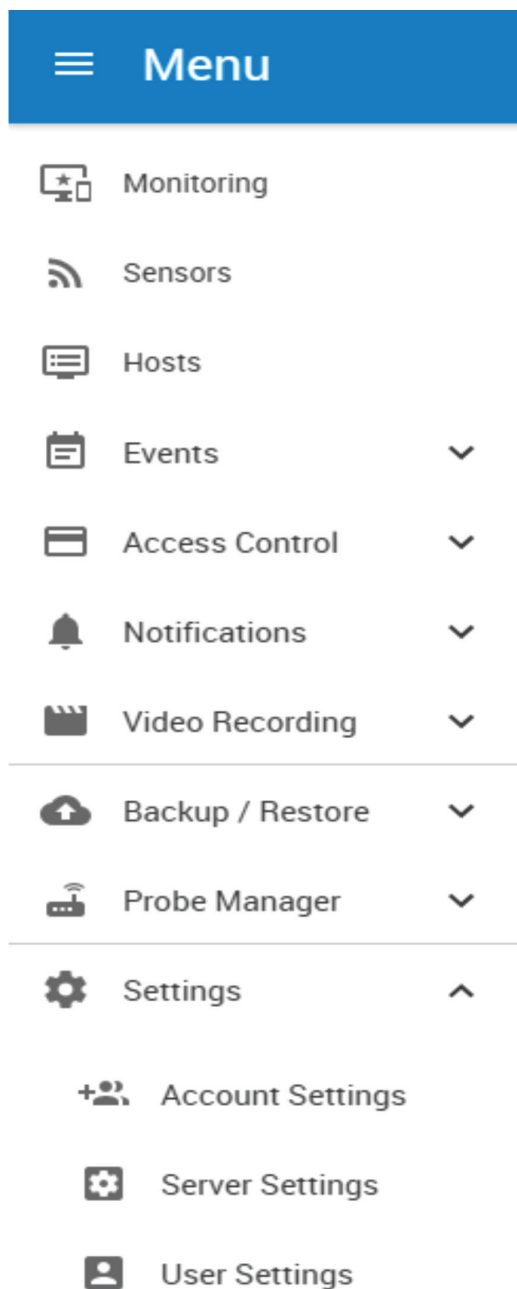 Menu
Monitoring
Sensors
Hosts
Events
Access Control
Notifications
Video Recording
Backup / Restore
Probe Manager
Settings
Account Settings
Server Settings
User Settings